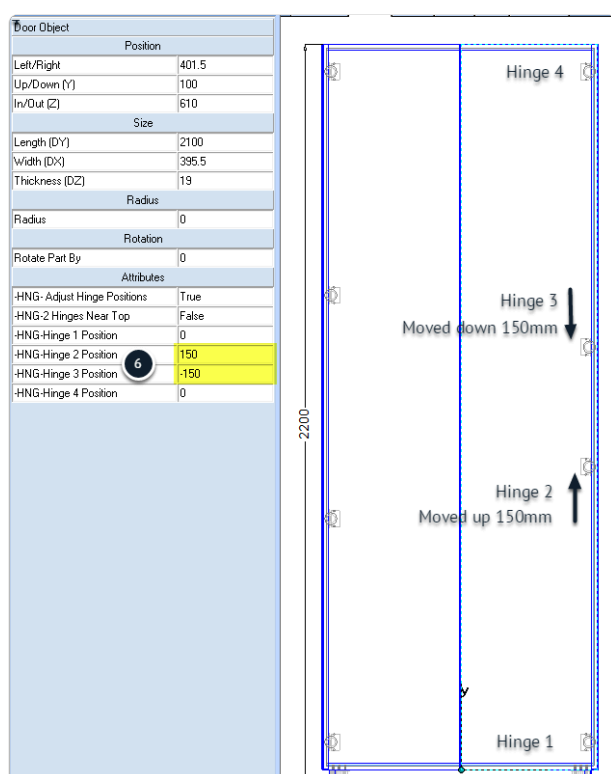 Door Object
Position
Left/Right 401.5
Up/Down (Y) 100
In/Out (Z) 610
Size
Length (DY) 2100
Width (DX) 395.5
Thickness (DZ) 19
Radius
Radius 0
Rotation
Rotate Part By 0
Attributes
-HNG- Adjust Hinge Positions True
-HNG-2 Hinges Near Top False
-HNG-Hinge 1 Position 0
-HNG-Hinge 2 Position 150
6
-HNG-Hinge 3 Position -150
-HNG-Hinge 4 Position 0
Hinge 4
Hinge 3
Moved down 150mm
2200
Hinge 2
Moved up 150mm
y
Hinge 1